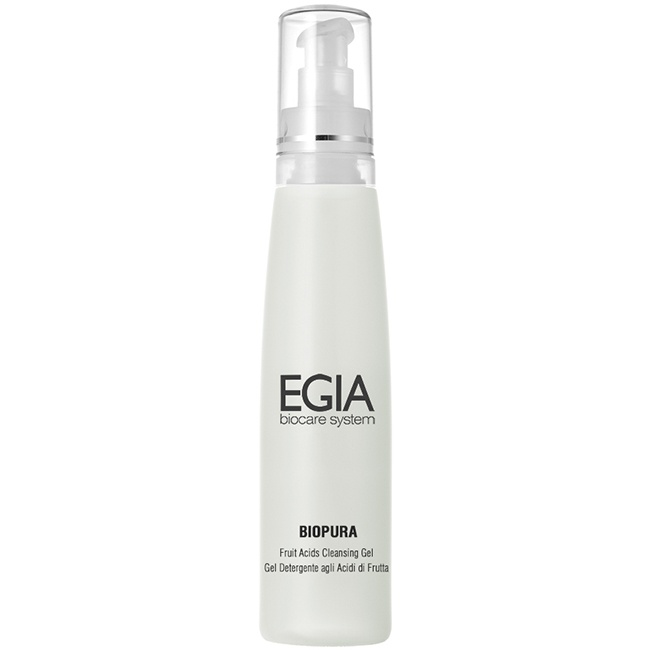 EGIA
biocare system
BIOPURA
Fruit Acids Cleansing Gel
Gel Detergente agli Acidi di Frutta